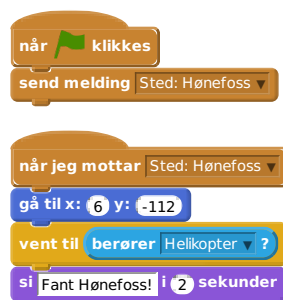 når klikkes
send melding Sted: Hønefoss ▼
når jeg mottar Sted: Hønefoss ▼
gå til x: 6 y: -112
vent til berører Helikopter ▼ ?
si Fant Hønefoss! i 2 sekunder